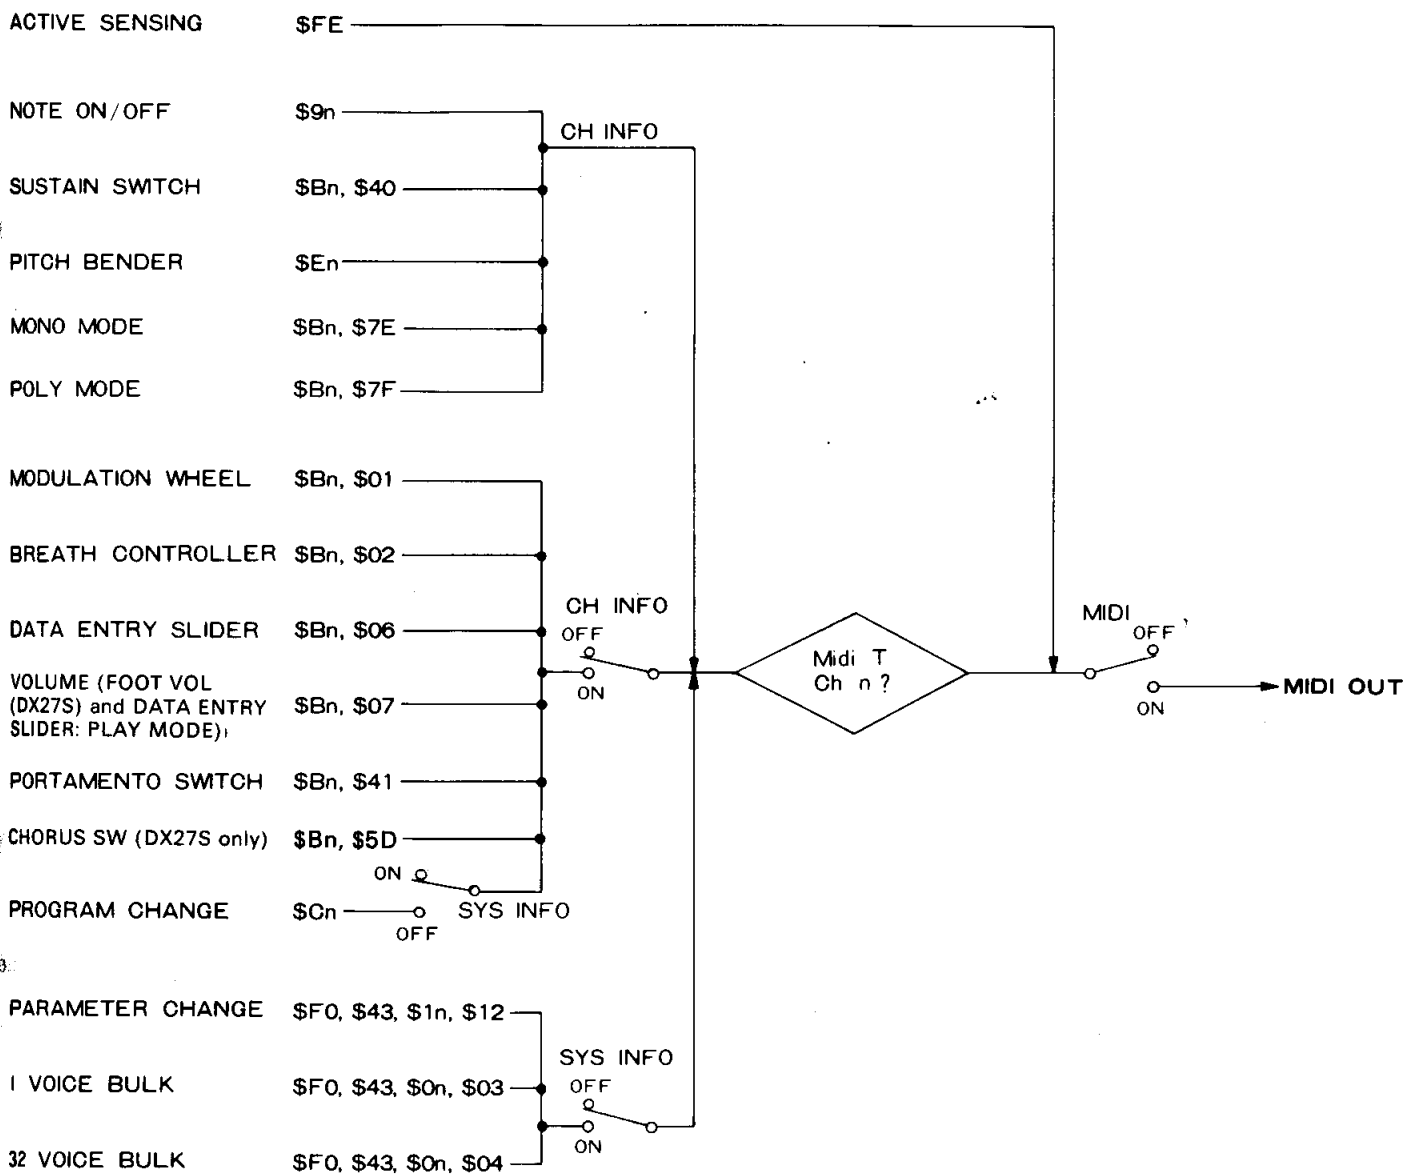 ACTIVE SENSING $FE
NOTE ON/OFF $9n
CH INFO
SUSTAIN SWITCH $Bn, $40
PITCH BENDER $En
MONO MODE $Bn, $7E
POLY MODE $Bn, $7F
MODULATION WHEEL $Bn, $01
BREATH CONTROLLER $Bn, $02
CH INFO
MIDI
DATA ENTRY SLIDER $Bn, $06
OFF
OFF
Midi T
Ch n ?
ON
MIDI OUT
ON
VOLUME (FOOT VOL
(DX27S) and DATA ENTRY $Bn, $07
SLIDER: PLAY MODE)
PORTAMENTO SWITCH $Bn, $41
CHORUS SW (DX27S only) $Bn, $5D
ON
PROGRAM CHANGE $Cn SYS INFO
OFF
PARAMETER CHANGE $F0, $43, $1n, $12
SYS INFO
1 VOICE BULK $F0, $43, $0n, $03
OFF
ON
32 VOICE BULK $F0, $43, $0n, $04